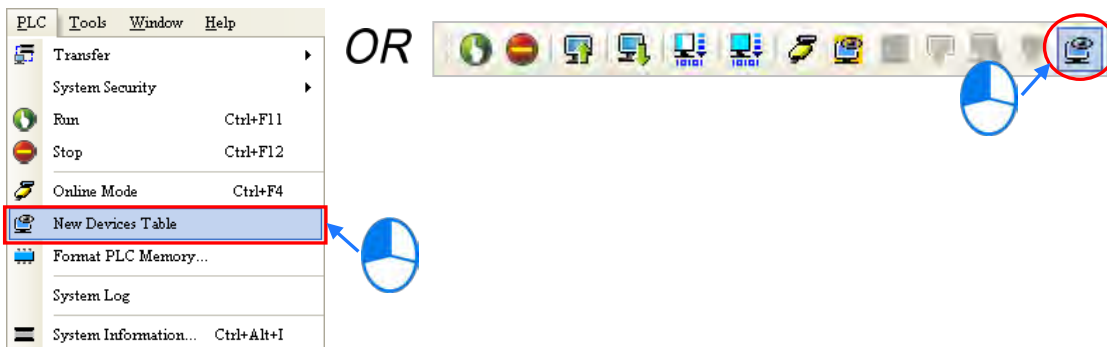 PLC Tools Window Help
Transfer
System Security
Run Ctrl+F11
Stop Ctrl+F12
Online Mode Ctrl+F4
New Devices Table
Format PLC Memory...
System Log
System Information... Ctrl+Alt+I
OR